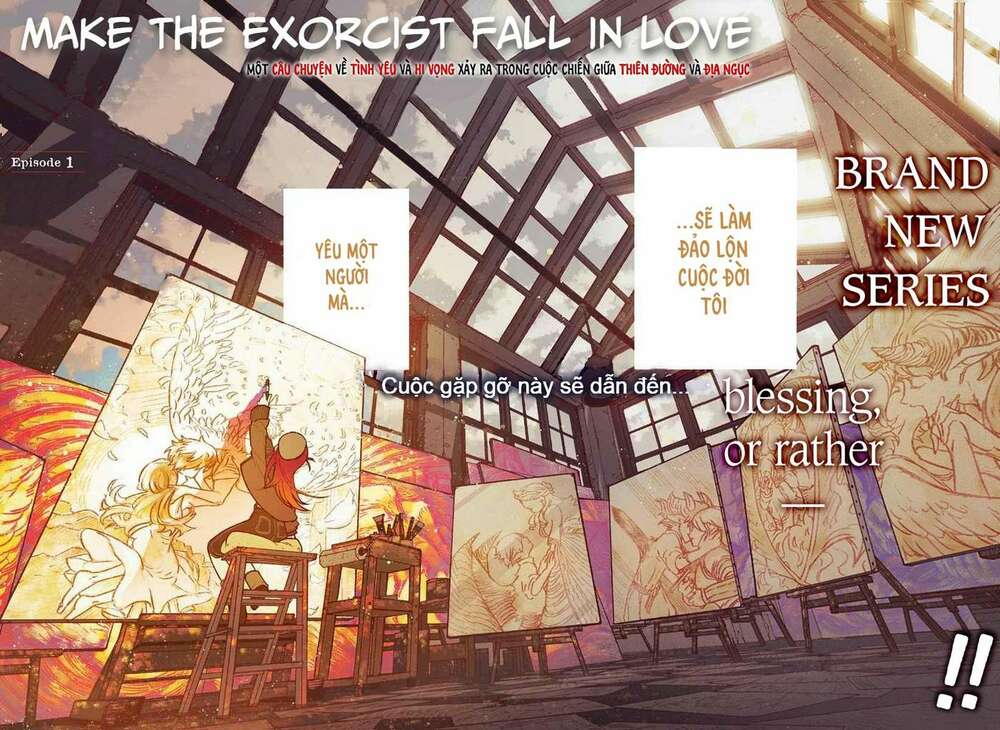 MAKE THE EXORCIST FALL IN LOVE
MỘT CÂU CHUYỆN VỀ TÌNH YÊU VÀ HI VỌNG XẢY RA TRONG CUỘC CHIẾN GIỮA THIÊN ĐƯỜNG VÀ ĐỊA NGỤC
Episode 1
BRAND
NEW
SERIES
...SẼ LÀM
ĐẢO LỘN
CUỘC ĐỜI
TÔI
YÊU MỘT
NGƯỜI
MÀ...
Cuộc gặp gỡ này sẽ dẫn đến...
blessing,
or rather
—
!!